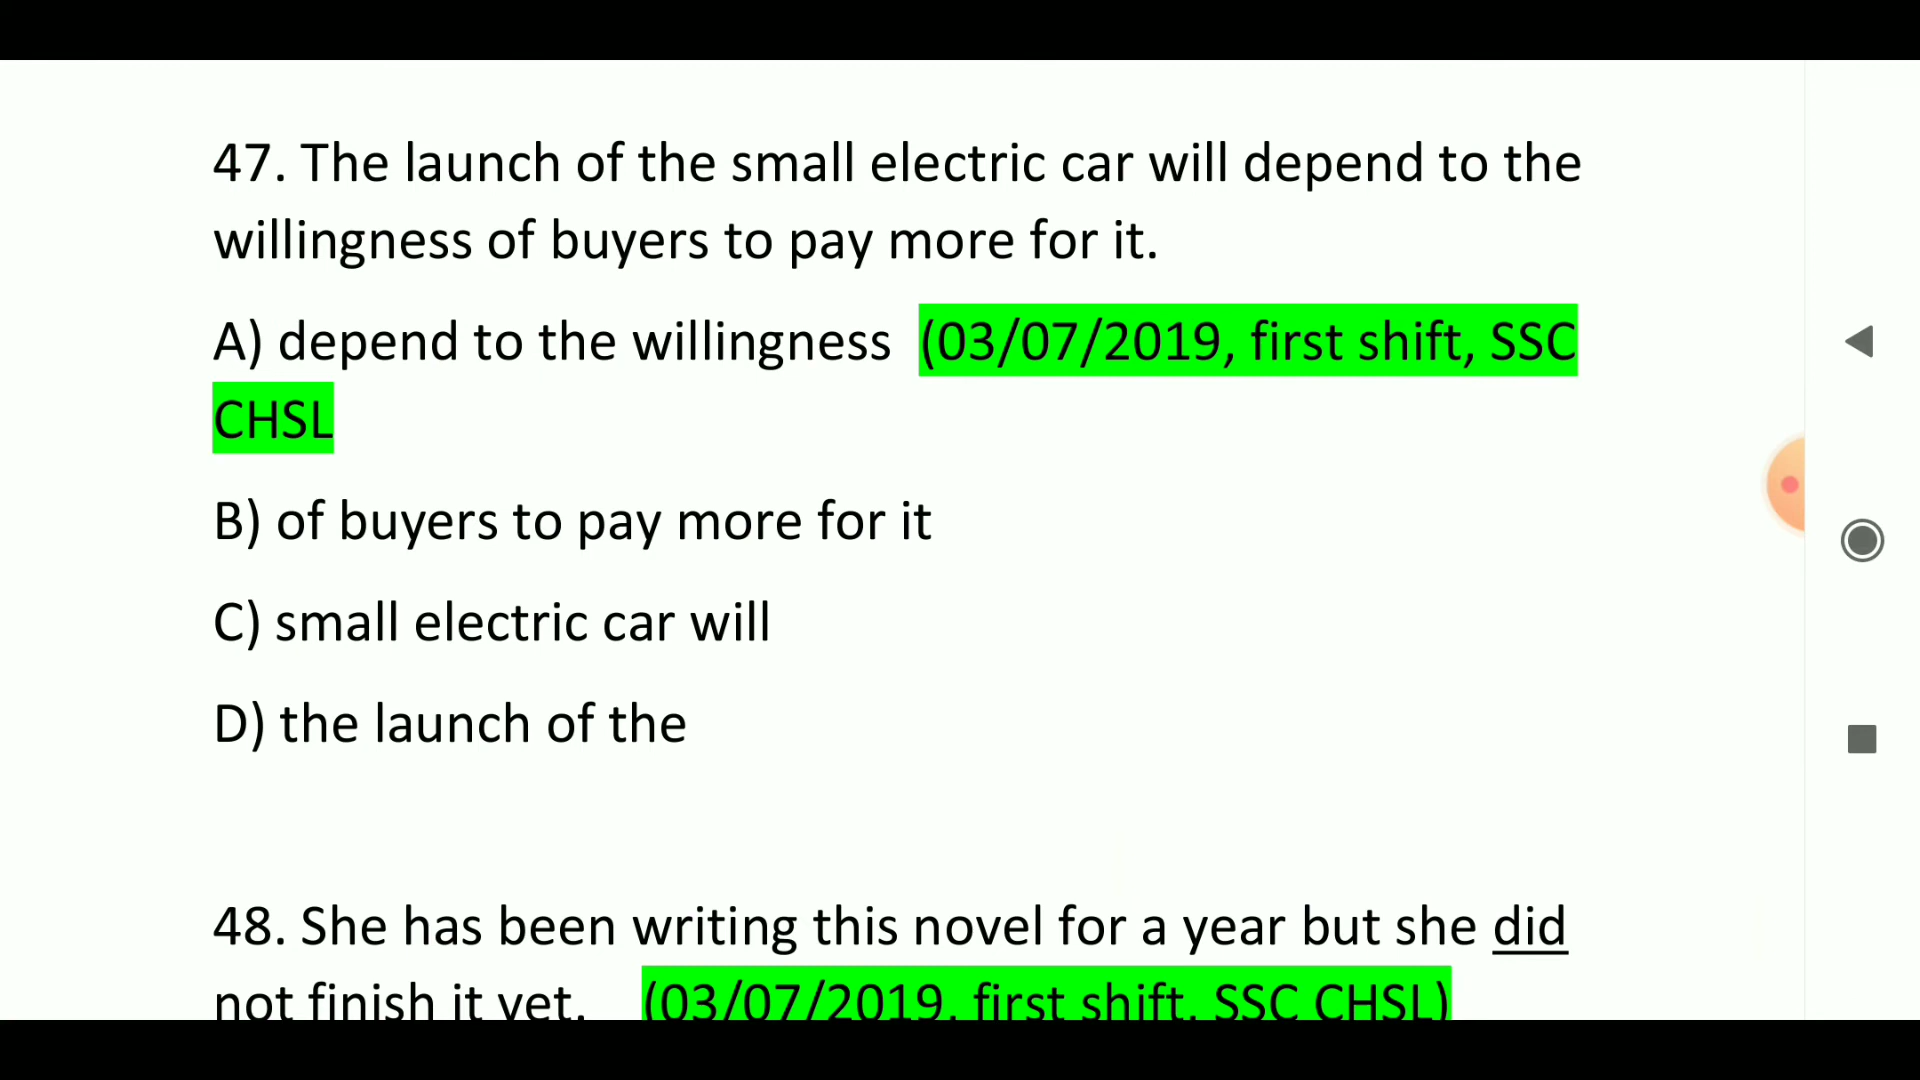 47. The launch of the small electric car will depend to the
willingness of buyers to pay more for it.
A) depend to the willingness (03/07/2019, first shift, SSC
CHSL
B) of buyers to pay more for it
C) small electric car will
D) the launch of the
48. She has been writing this novel for a year but she did
not finish it yet. (03/07/2019, first shift, SSC CHSL)